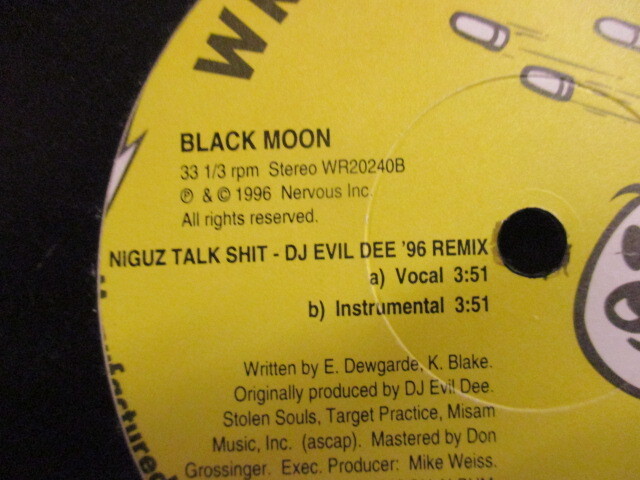 BLACK MOON
33 1/3 rpm Stereo WR20240B
℗ & © 1996 Nervous Inc.
All rights reserved.
NIGUZ TALK SHIT - DJ EVIL DEE '96 REMIX
a) Vocal 3:51
b) Instrumental 3:51
Written by E. Dewgarde, K. Blake.
Originally produced by DJ Evil Dee.
Stolen Souls, Target Practice, Misam
Music, Inc. (ascap). Mastered by Don
Grossinger. Exec. Producer: Mike Weiss.